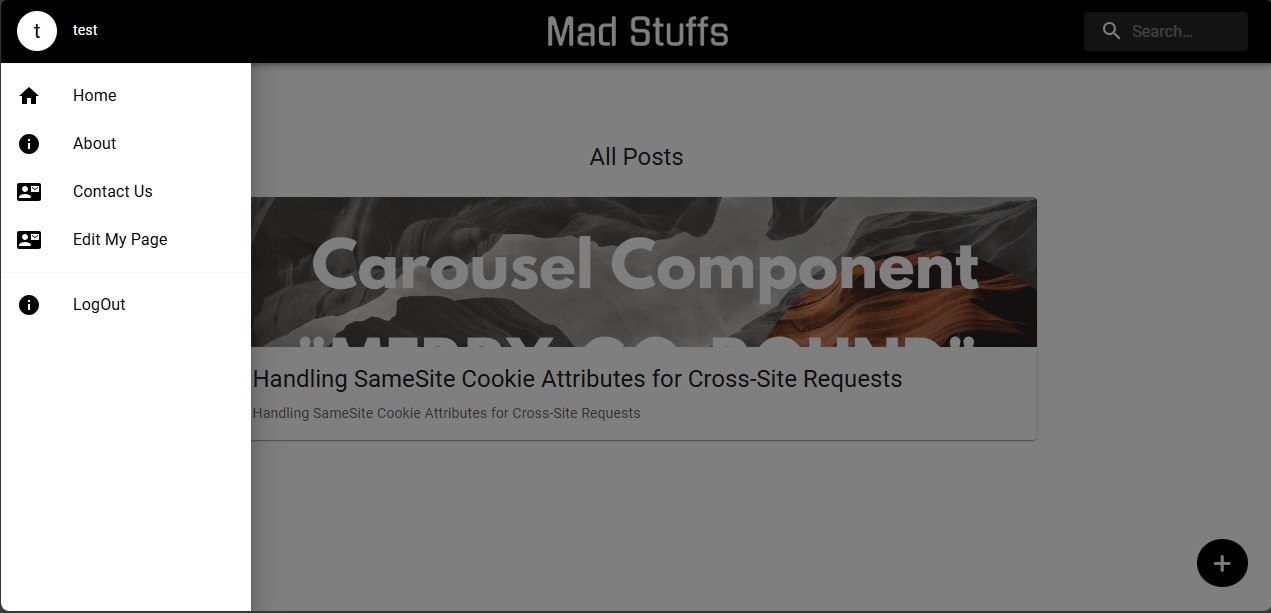 t
test
Mad Stuffs
Search…
Home
About
Contact Us
Edit My Page
LogOut
All Posts
Carousel Component
"MERRY-GO-ROUND"
Handling SameSite Cookie Attributes for Cross-Site Requests
Handling SameSite Cookie Attributes for Cross-Site Requests